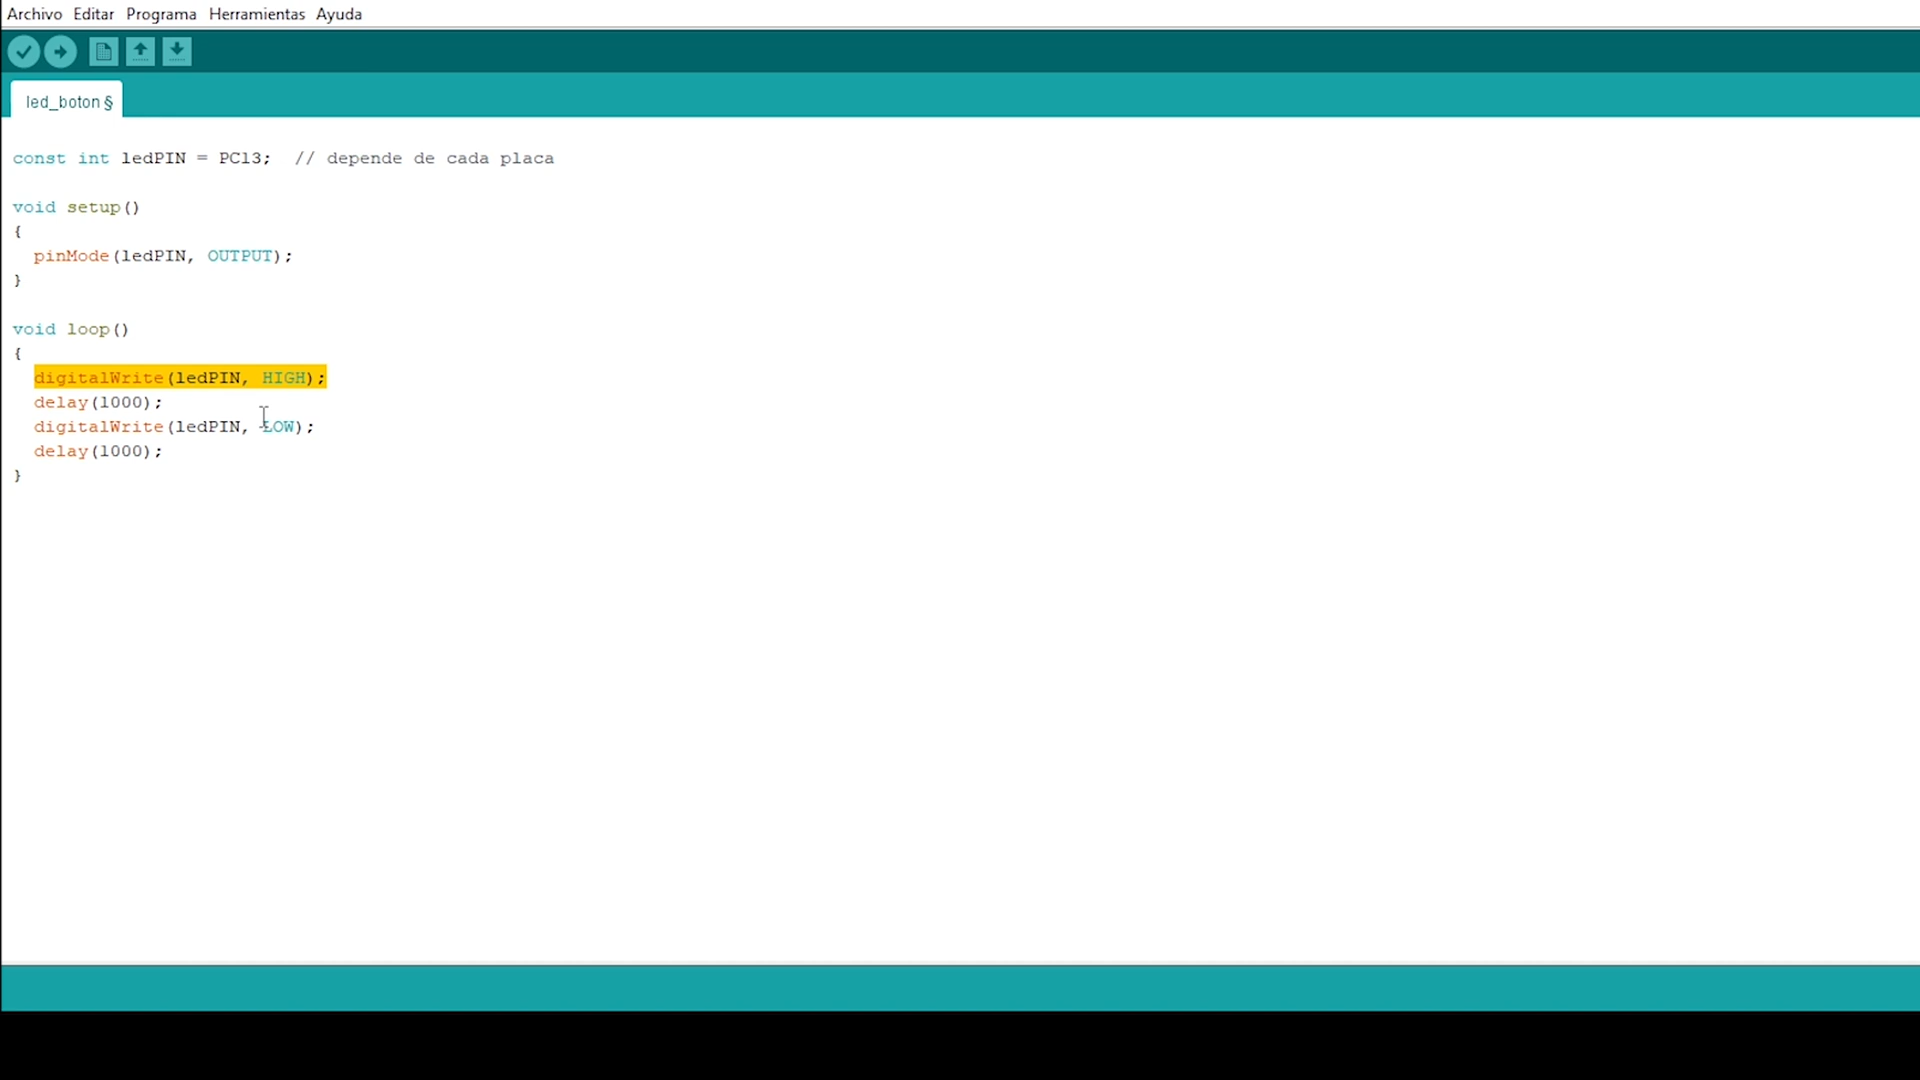 Archivo Editar Programa Herramientas Ayuda
led_boton §
const int ledPIN = PC13;  // depende de cada placa
void setup()
{
  pinMode(ledPIN, OUTPUT);
}
void loop()
{
  digitalWrite(ledPIN, HIGH);
  delay(1000);
  digitalWrite(ledPIN, LOW);
  delay(1000);
}